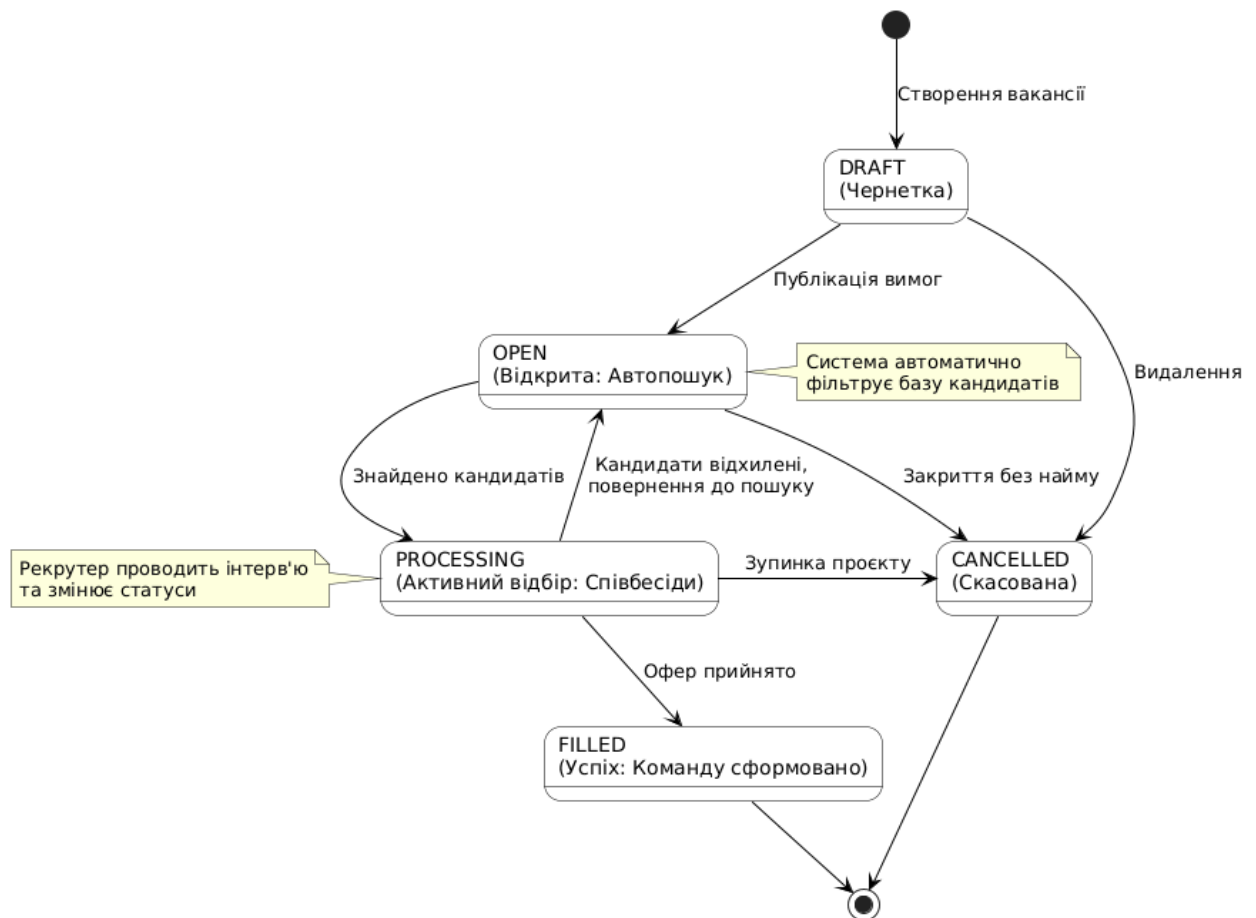 Створення вакансії
DRAFT
(Чернетка)
Публікація вимог
OPEN
(Відкрита: Автопошук)
Система автоматично
фільтрує базу кандидатів
Видалення
Знайдено кандидатів
Кандидати відхилені,
повернення до пошуку
Закриття без найму
Рекрутер проводить інтерв'ю
та змінює статуси
PROCESSING
(Активний відбір: Співбесіди)
Зупинка проєкту
CANCELLED
(Скасована)
Офер прийнято
FILLED
(Успіх: Команду сформовано)